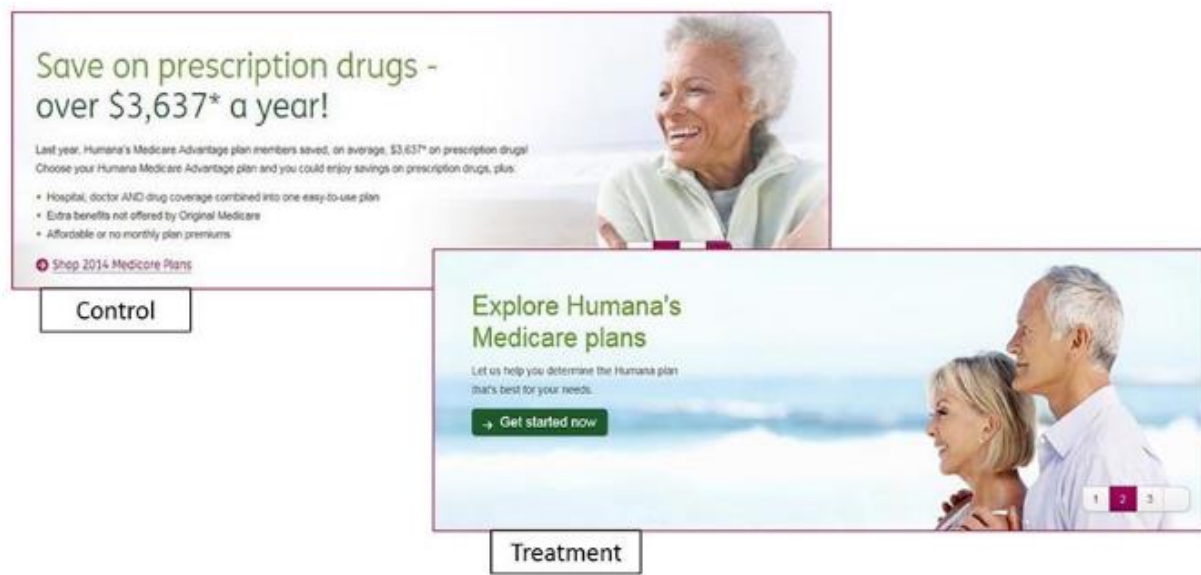 Save on prescription drugs -
over $3,637* a year!
Last year, Humana's Medicare Advantage plan members saved, on average, $3,637* on prescription drugs!
Choose your Humana Medicare Advantage plan and you could enjoy savings on prescription drugs, plus:
• Hospital, doctor AND drug coverage combined into one easy-to-use plan
• Extra benefits not offered by Original Medicare
• Affordable or no monthly plan premiums
Shop 2014 Medicare Plans
Control
Explore Humana's
Medicare plans
Let us help you determine the Humana plan
that's best for your needs.
→ Get started now
1 2 3
Treatment